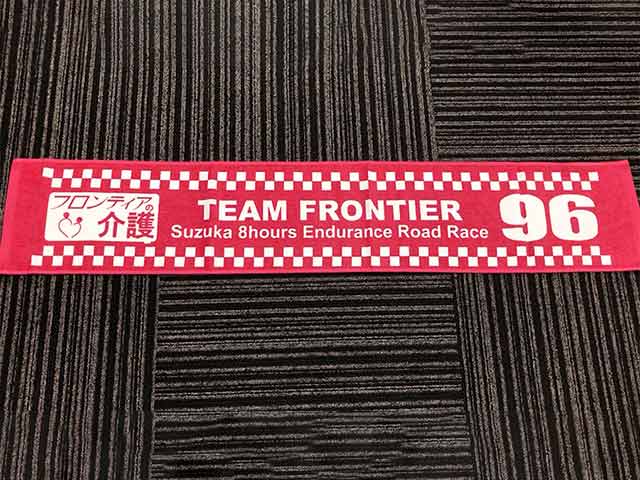 フロンティアの
介護
TEAM FRONTIER
Suzuka 8hours Endurance Road Race
96